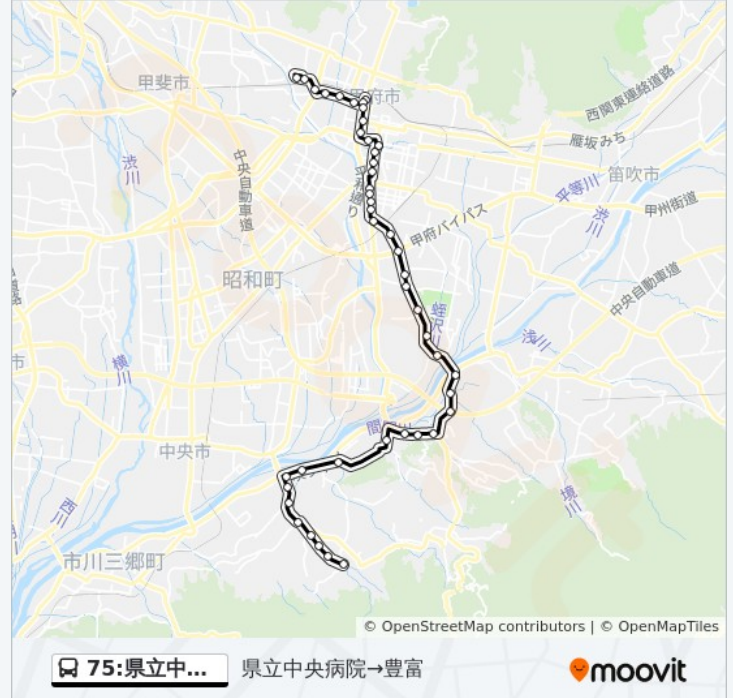 甲斐市
甲府市
西関東連絡道路
雁坂みち
渋川
中央自動車道
笛吹市
平等川
渋川
甲州街道
平和通り
甲府バイパス
昭和町
中央自動車道
蛭沢川
浅川
市
横川
中央市
西川
境川
市川三郷町
© OpenStreetMap contributors | © OpenMapTiles
75:県立中...
県立中央病院→豊富
moovit